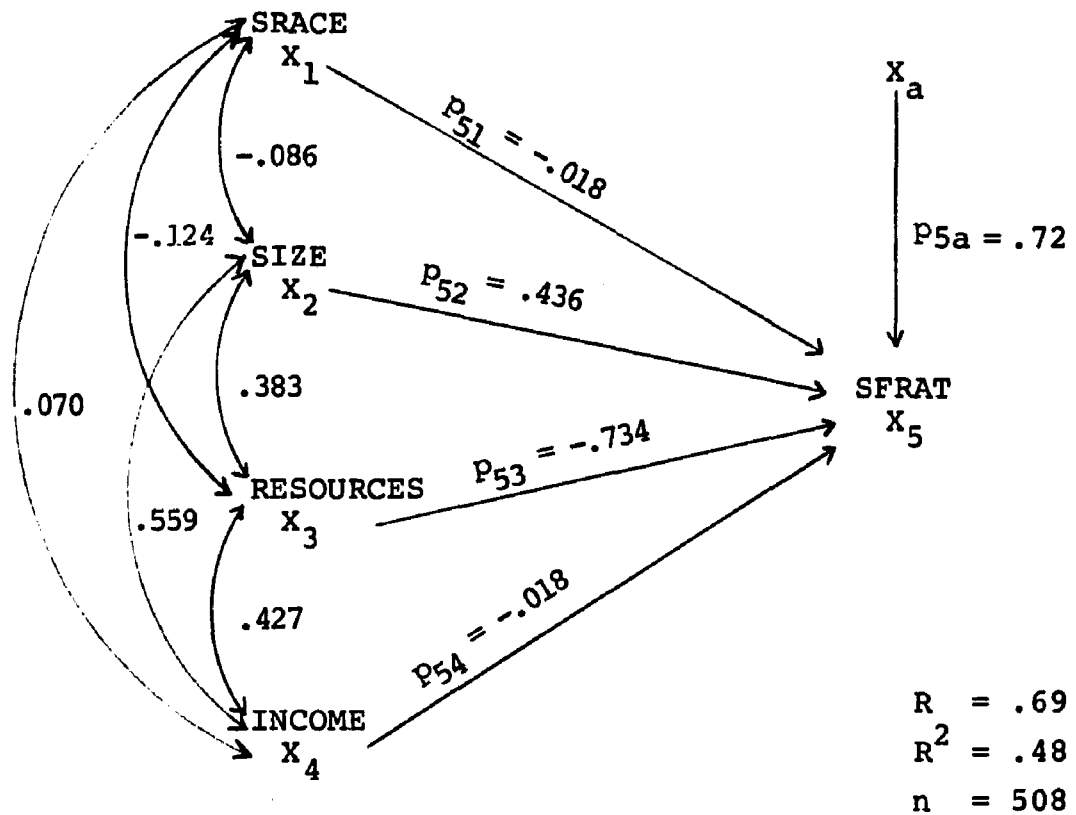 SRACE
X1
Xa
p51 = -.018
-.086
-.124
p5a = .72
SIZE
X2
p52 = .436
.383
.070
SFRAT
X5
p53 = -.734
RESOURCES
X3
.559
.427
p54 = -.018
INCOME
X4
R = .69
R2 = .48
n = 508